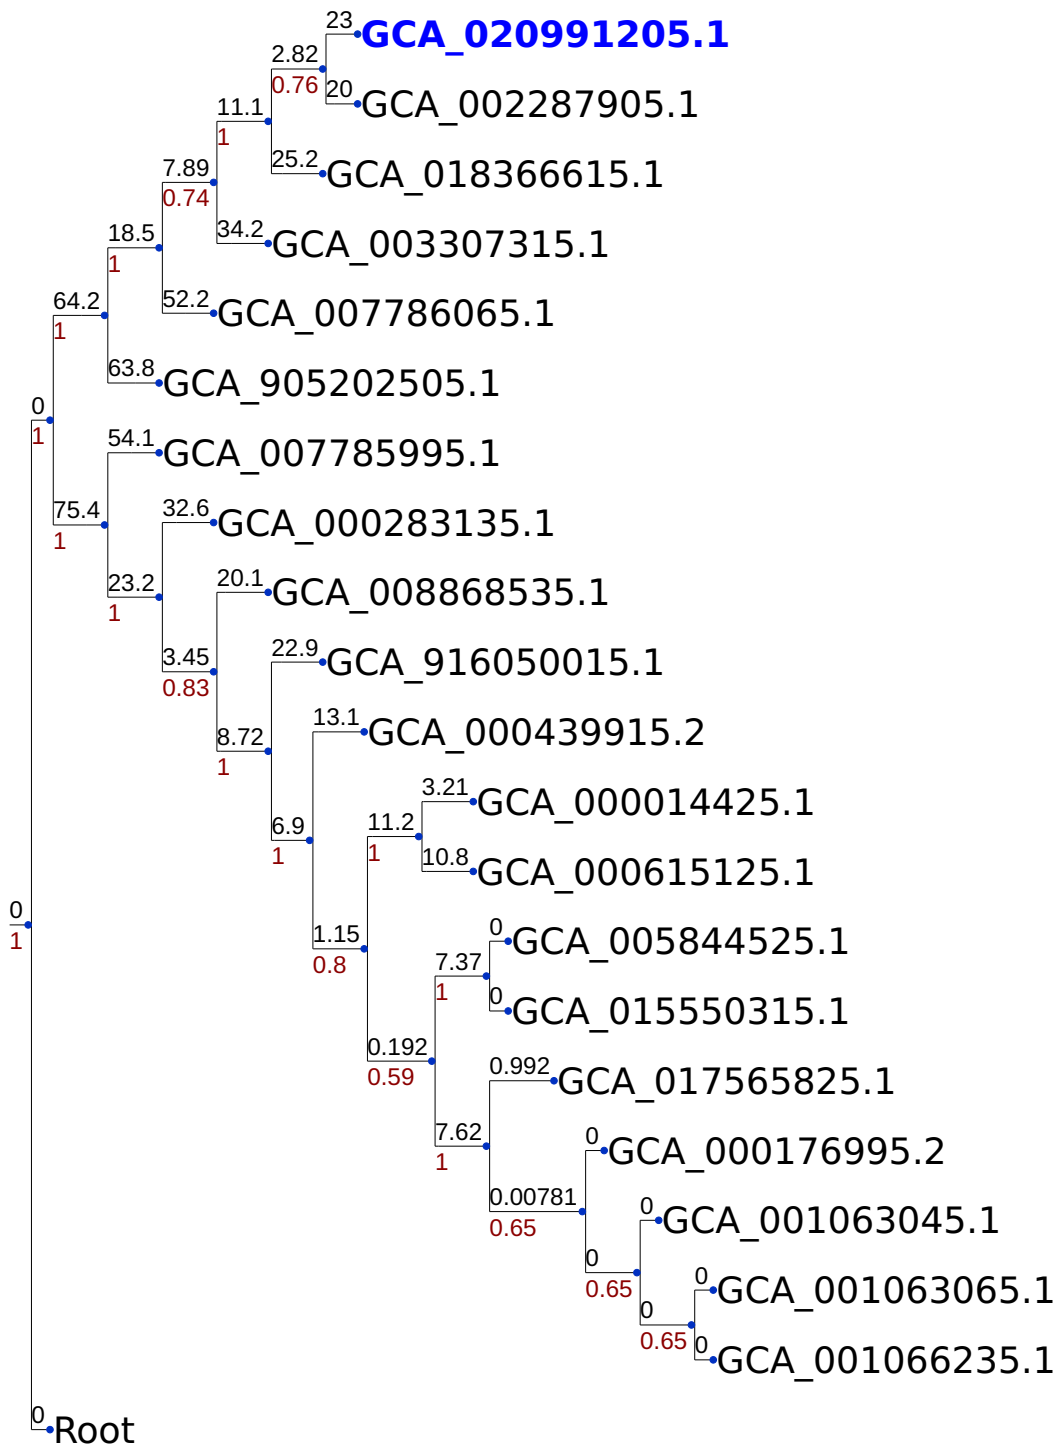 23
GCA_020991205.1
2.82
0.76
20
GCA_002287905.1
11.1
1
25.2
GCA_018366615.1
7.89
0.74
34.2
GCA_003307315.1
18.5
1
52.2
GCA_007786065.1
64.2
1
63.8
GCA_905202505.1
0
1
54.1
GCA_007785995.1
75.4
1
32.6
GCA_000283135.1
23.2
1
20.1
GCA_008868535.1
3.45
0.83
22.9
GCA_916050015.1
8.72
1
13.1
GCA_000439915.2
6.9
1
3.21
GCA_000014425.1
11.2
1
10.8
GCA_000615125.1
0
1
1.15
0.8
0
GCA_005844525.1
7.37
1
0
GCA_015550315.1
0.192
0.59
0.992
GCA_017565825.1
7.62
1
0
GCA_000176995.2
0.00781
0.65
0
GCA_001063045.1
0
0.65
0
GCA_001063065.1
0
0.65
0
GCA_001066235.1
0
Root